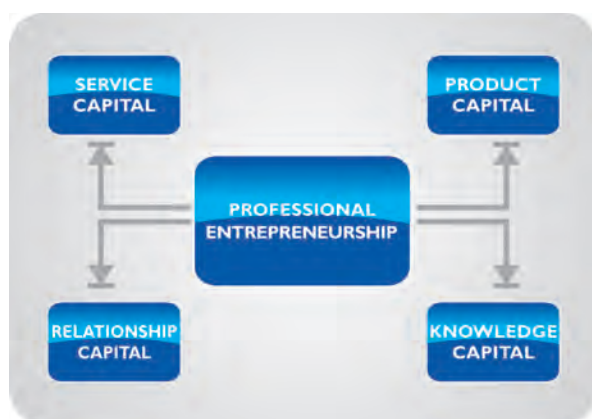 SERVICE
CAPITAL
PRODUCT
CAPITAL
PROFESSIONAL
ENTREPRENEURSHIP
RELATIONSHIP
CAPITAL
KNOWLEDGE
CAPITAL